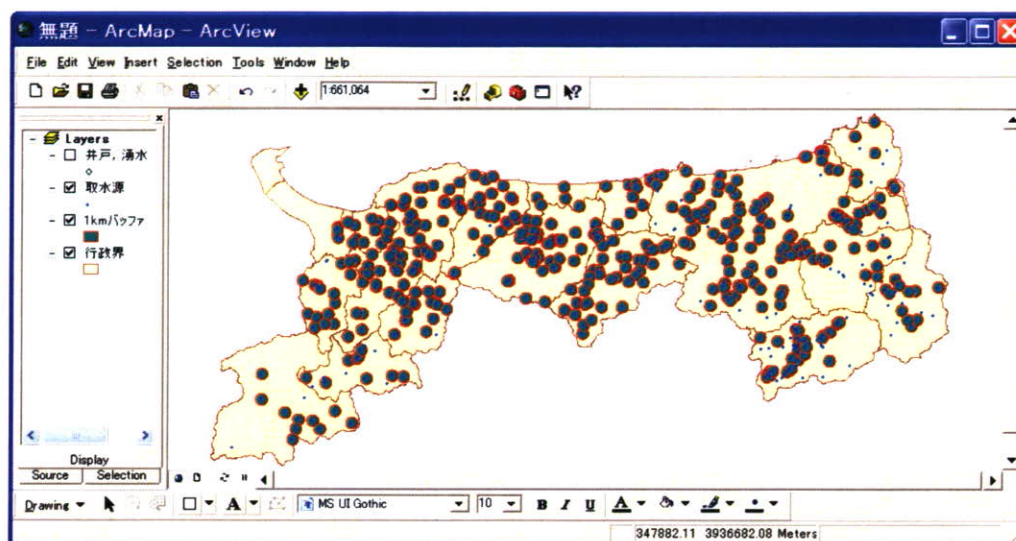 無題 - ArcMap - ArcView
File Edit View Insert Selection Tools Window Help
1:661,064
Layers
井戸, 湧水
取水源
1kmバッファ
行政界
Display
Source Selection
Drawing A MS UI Gothic 10 B I U A
347882.11 3936682.08 Meters